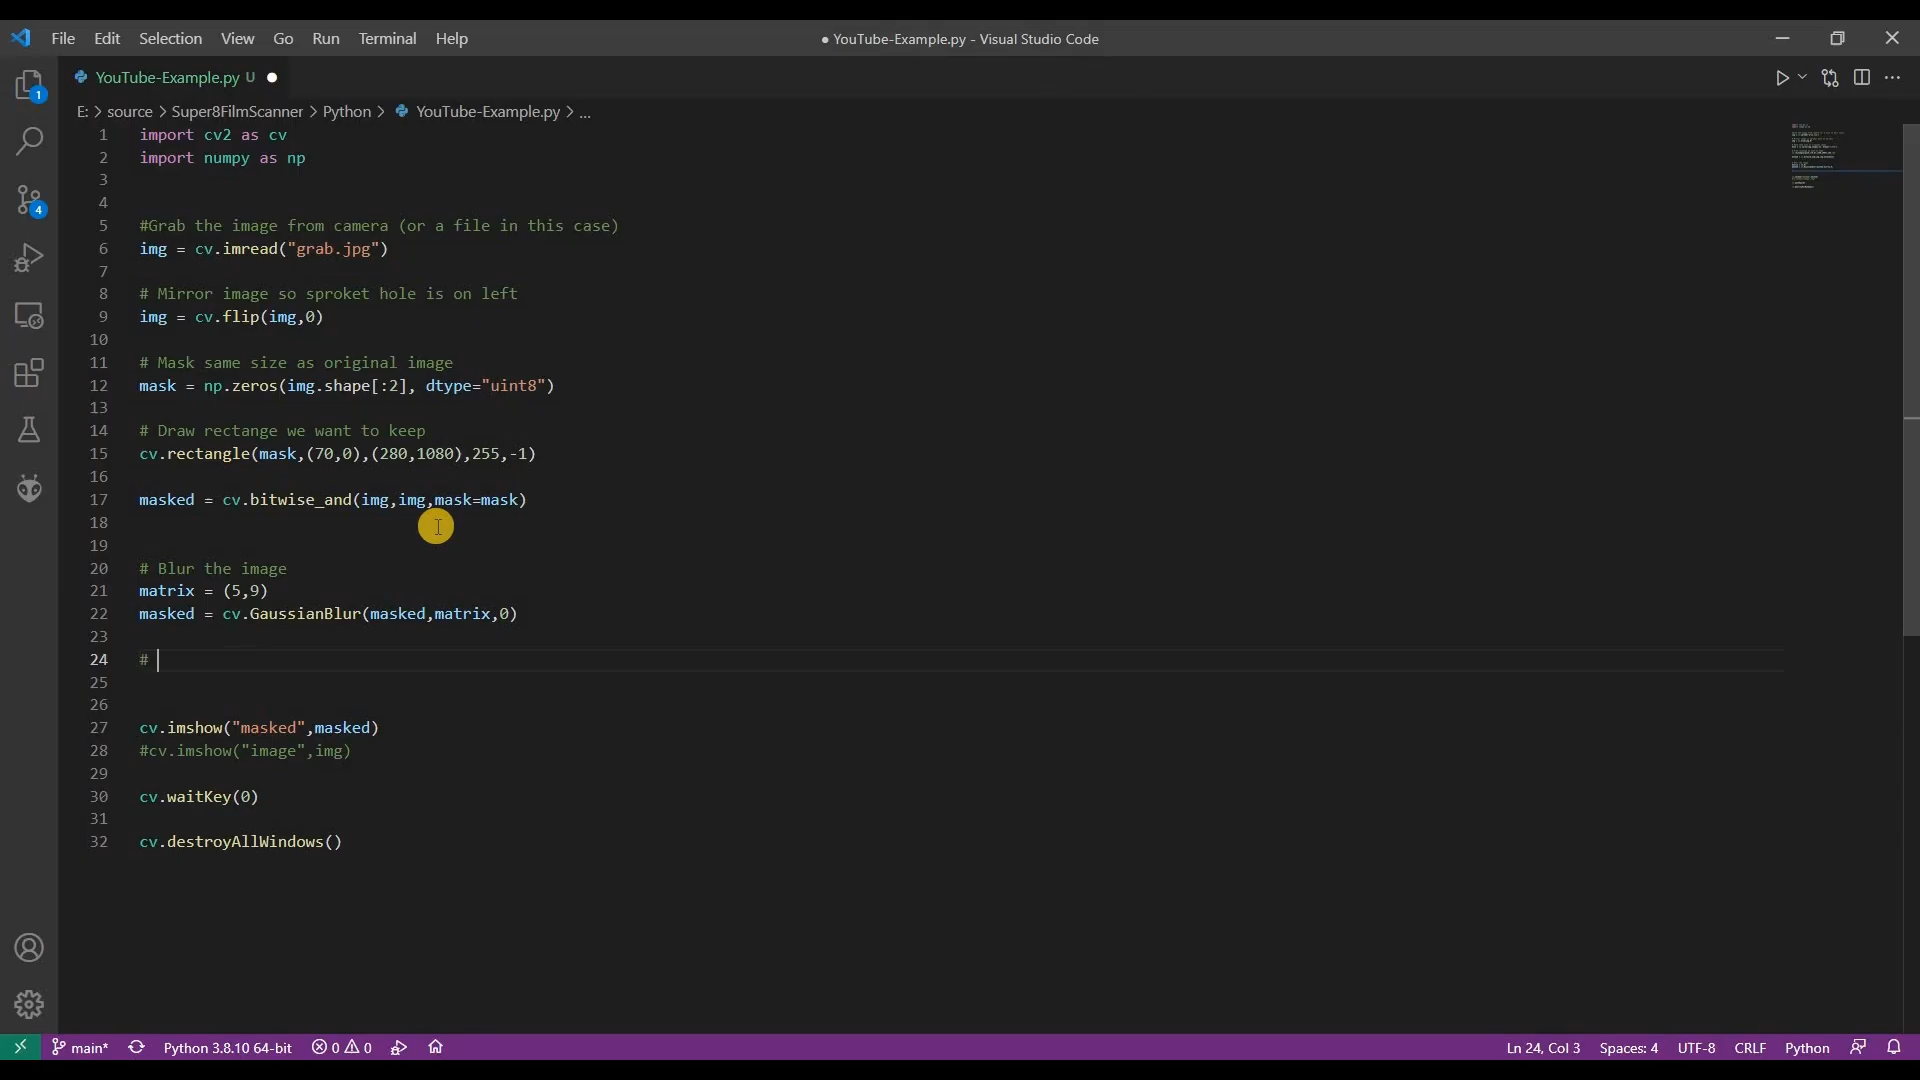 File Edit Selection View Go Run Terminal Help
● YouTube-Example.py - Visual Studio Code
YouTube-Example.py U
E: > source > Super8FilmScanner > Python > YouTube-Example.py > ...
1 import cv2 as cv
2 import numpy as np
3
4
5 #Grab the image from camera (or a file in this case)
6 img = cv.imread("grab.jpg")
7
8 # Mirror image so sproket hole is on left
9 img = cv.flip(img,0)
10
11 # Mask same size as original image
12 mask = np.zeros(img.shape[:2], dtype="uint8")
13
14 # Draw rectange we want to keep
15 cv.rectangle(mask,(70,0),(280,1080),255,-1)
16
17 masked = cv.bitwise_and(img,img,mask=mask)
18
19
20 # Blur the image
21 matrix = (5,9)
22 masked = cv.GaussianBlur(masked,matrix,0)
23
24 #
25
26
27 cv.imshow("masked",masked)
28 #cv.imshow("image",img)
29
30 cv.waitKey(0)
31
32 cv.destroyAllWindows()
1
4
main* Python 3.8.10 64-bit 0 0 Ln 24, Col 3 Spaces: 4 UTF-8 CRLF Python